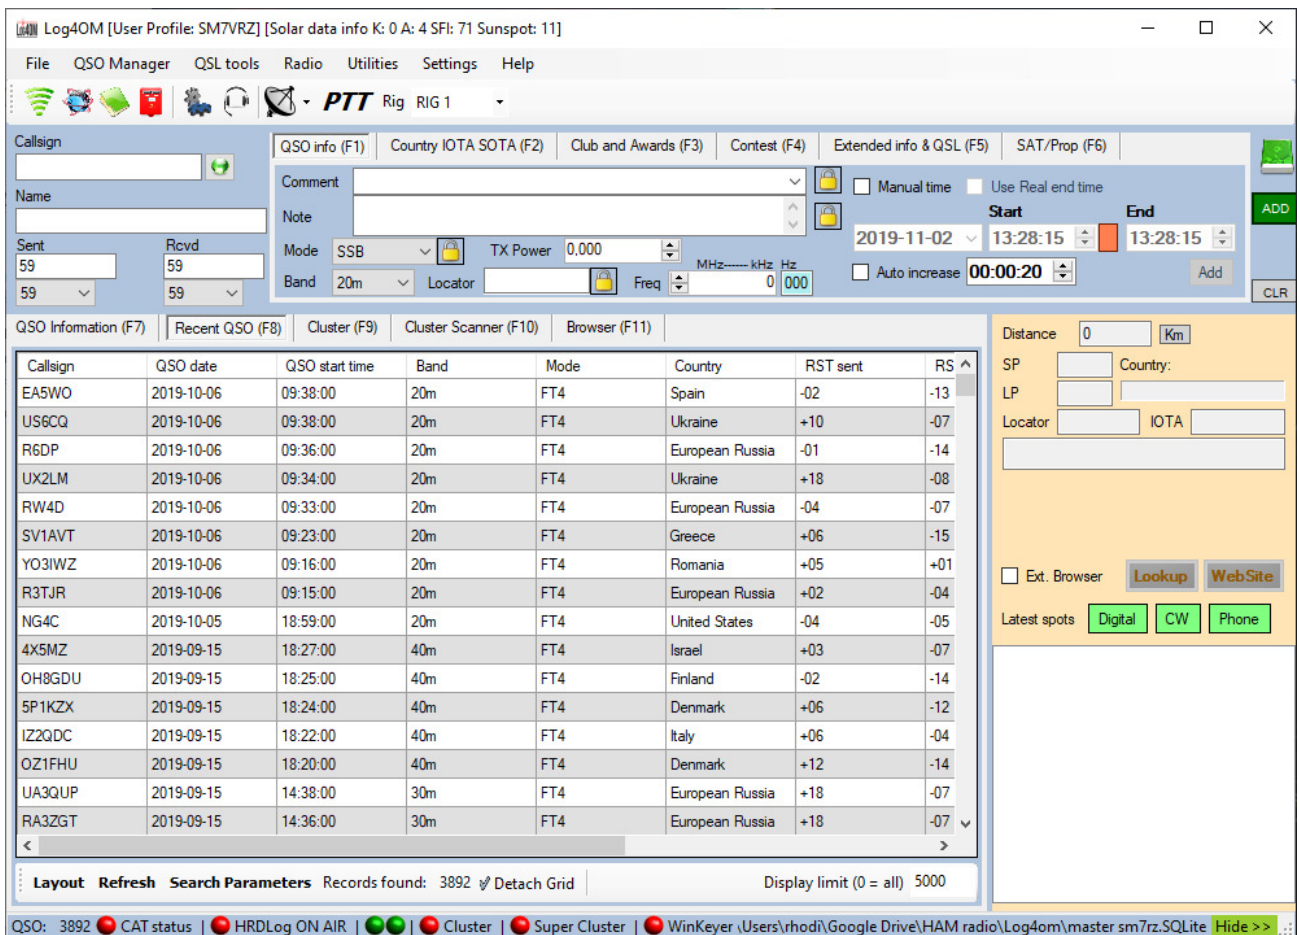 Log4OM [User Profile: SM7VRZ] [Solar data info K: 0 A: 4 SFI: 71 Sunspot: 11]
File QSO Manager QSL tools Radio Utilities Settings Help
PTT Rig RIG 1
Callsign
Name
Sent Rcvd
59 59
59 59
QSO info (F1) Country IOTA SOTA (F2) Club and Awards (F3) Contest (F4) Extended info & QSL (F5) SAT/Prop (F6)
Comment
Note
Mode SSB TX Power 0,000
MHz------ kHz Hz
Band 20m Locator Freq 0 000
Manual time Use Real end time
Start End
2019-11-02 13:28:15 13:28:15
Auto increase 00:00:20 Add
ADD
CLR
QSO Information (F7) Recent QSO (F8) Cluster (F9) Cluster Scanner (F10) Browser (F11)
Callsign QSO date QSO start time Band Mode Country RST sent RS
EA5WO 2019-10-06 09:38:00 20m FT4 Spain -02 -13
US6CQ 2019-10-06 09:38:00 20m FT4 Ukraine +10 -07
R6DP 2019-10-06 09:36:00 20m FT4 European Russia -01 -14
UX2LM 2019-10-06 09:34:00 20m FT4 Ukraine +18 -08
RW4D 2019-10-06 09:33:00 20m FT4 European Russia -04 -07
SV1AVT 2019-10-06 09:23:00 20m FT4 Greece +06 -15
YO3IWZ 2019-10-06 09:16:00 20m FT4 Romania +05 +01
R3TJR 2019-10-06 09:15:00 20m FT4 European Russia +02 -04
NG4C 2019-10-05 18:59:00 20m FT4 United States -04 -05
4X5MZ 2019-09-15 18:27:00 40m FT4 Israel +03 -07
OH8GDU 2019-09-15 18:25:00 40m FT4 Finland -02 -14
5P1KZX 2019-09-15 18:24:00 40m FT4 Denmark +06 -12
IZ2QDC 2019-09-15 18:22:00 40m FT4 Italy +06 -04
OZ1FHU 2019-09-15 18:20:00 40m FT4 Denmark +12 -14
UA3QUP 2019-09-15 14:38:00 30m FT4 European Russia +18 -07
RA3ZGT 2019-09-15 14:36:00 30m FT4 European Russia +18 -07
Layout Refresh Search Parameters Records found: 3892 Detach Grid Display limit (0 = all) 5000
Distance 0 Km
SP Country:
LP
Locator IOTA
Ext. Browser Lookup WebSite
Latest spots Digital CW Phone
QSO: 3892 CAT status | HRDLog ON AIR | | Cluster | Super Cluster | WinKeyer \Users\rhodi\Google Drive\HAM radio\Log4om\master sm7rz.SQLite Hide >>